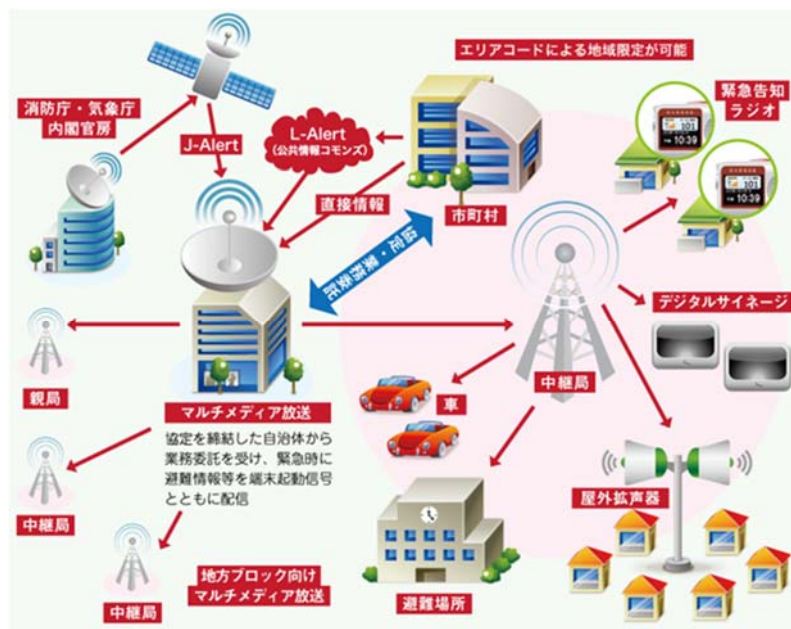 エリアコードによる地域限定が可能
消防庁・気象庁
内閣官房
J-Alert
L-Alert
(公共情報コモンズ)
直接情報
市町村
協定・業務委託
緊急告知
ラジオ
101
10:39
101
10:39
デジタルサイネージ
中継局
車
親局
マルチメディア放送
協定を締結した自治体から
業務委託を受け、緊急時に
避難情報等を端末起動信号
とともに配信
中継局
屋外拡声器
中継局
地方ブロック向け
マルチメディア放送
避難場所